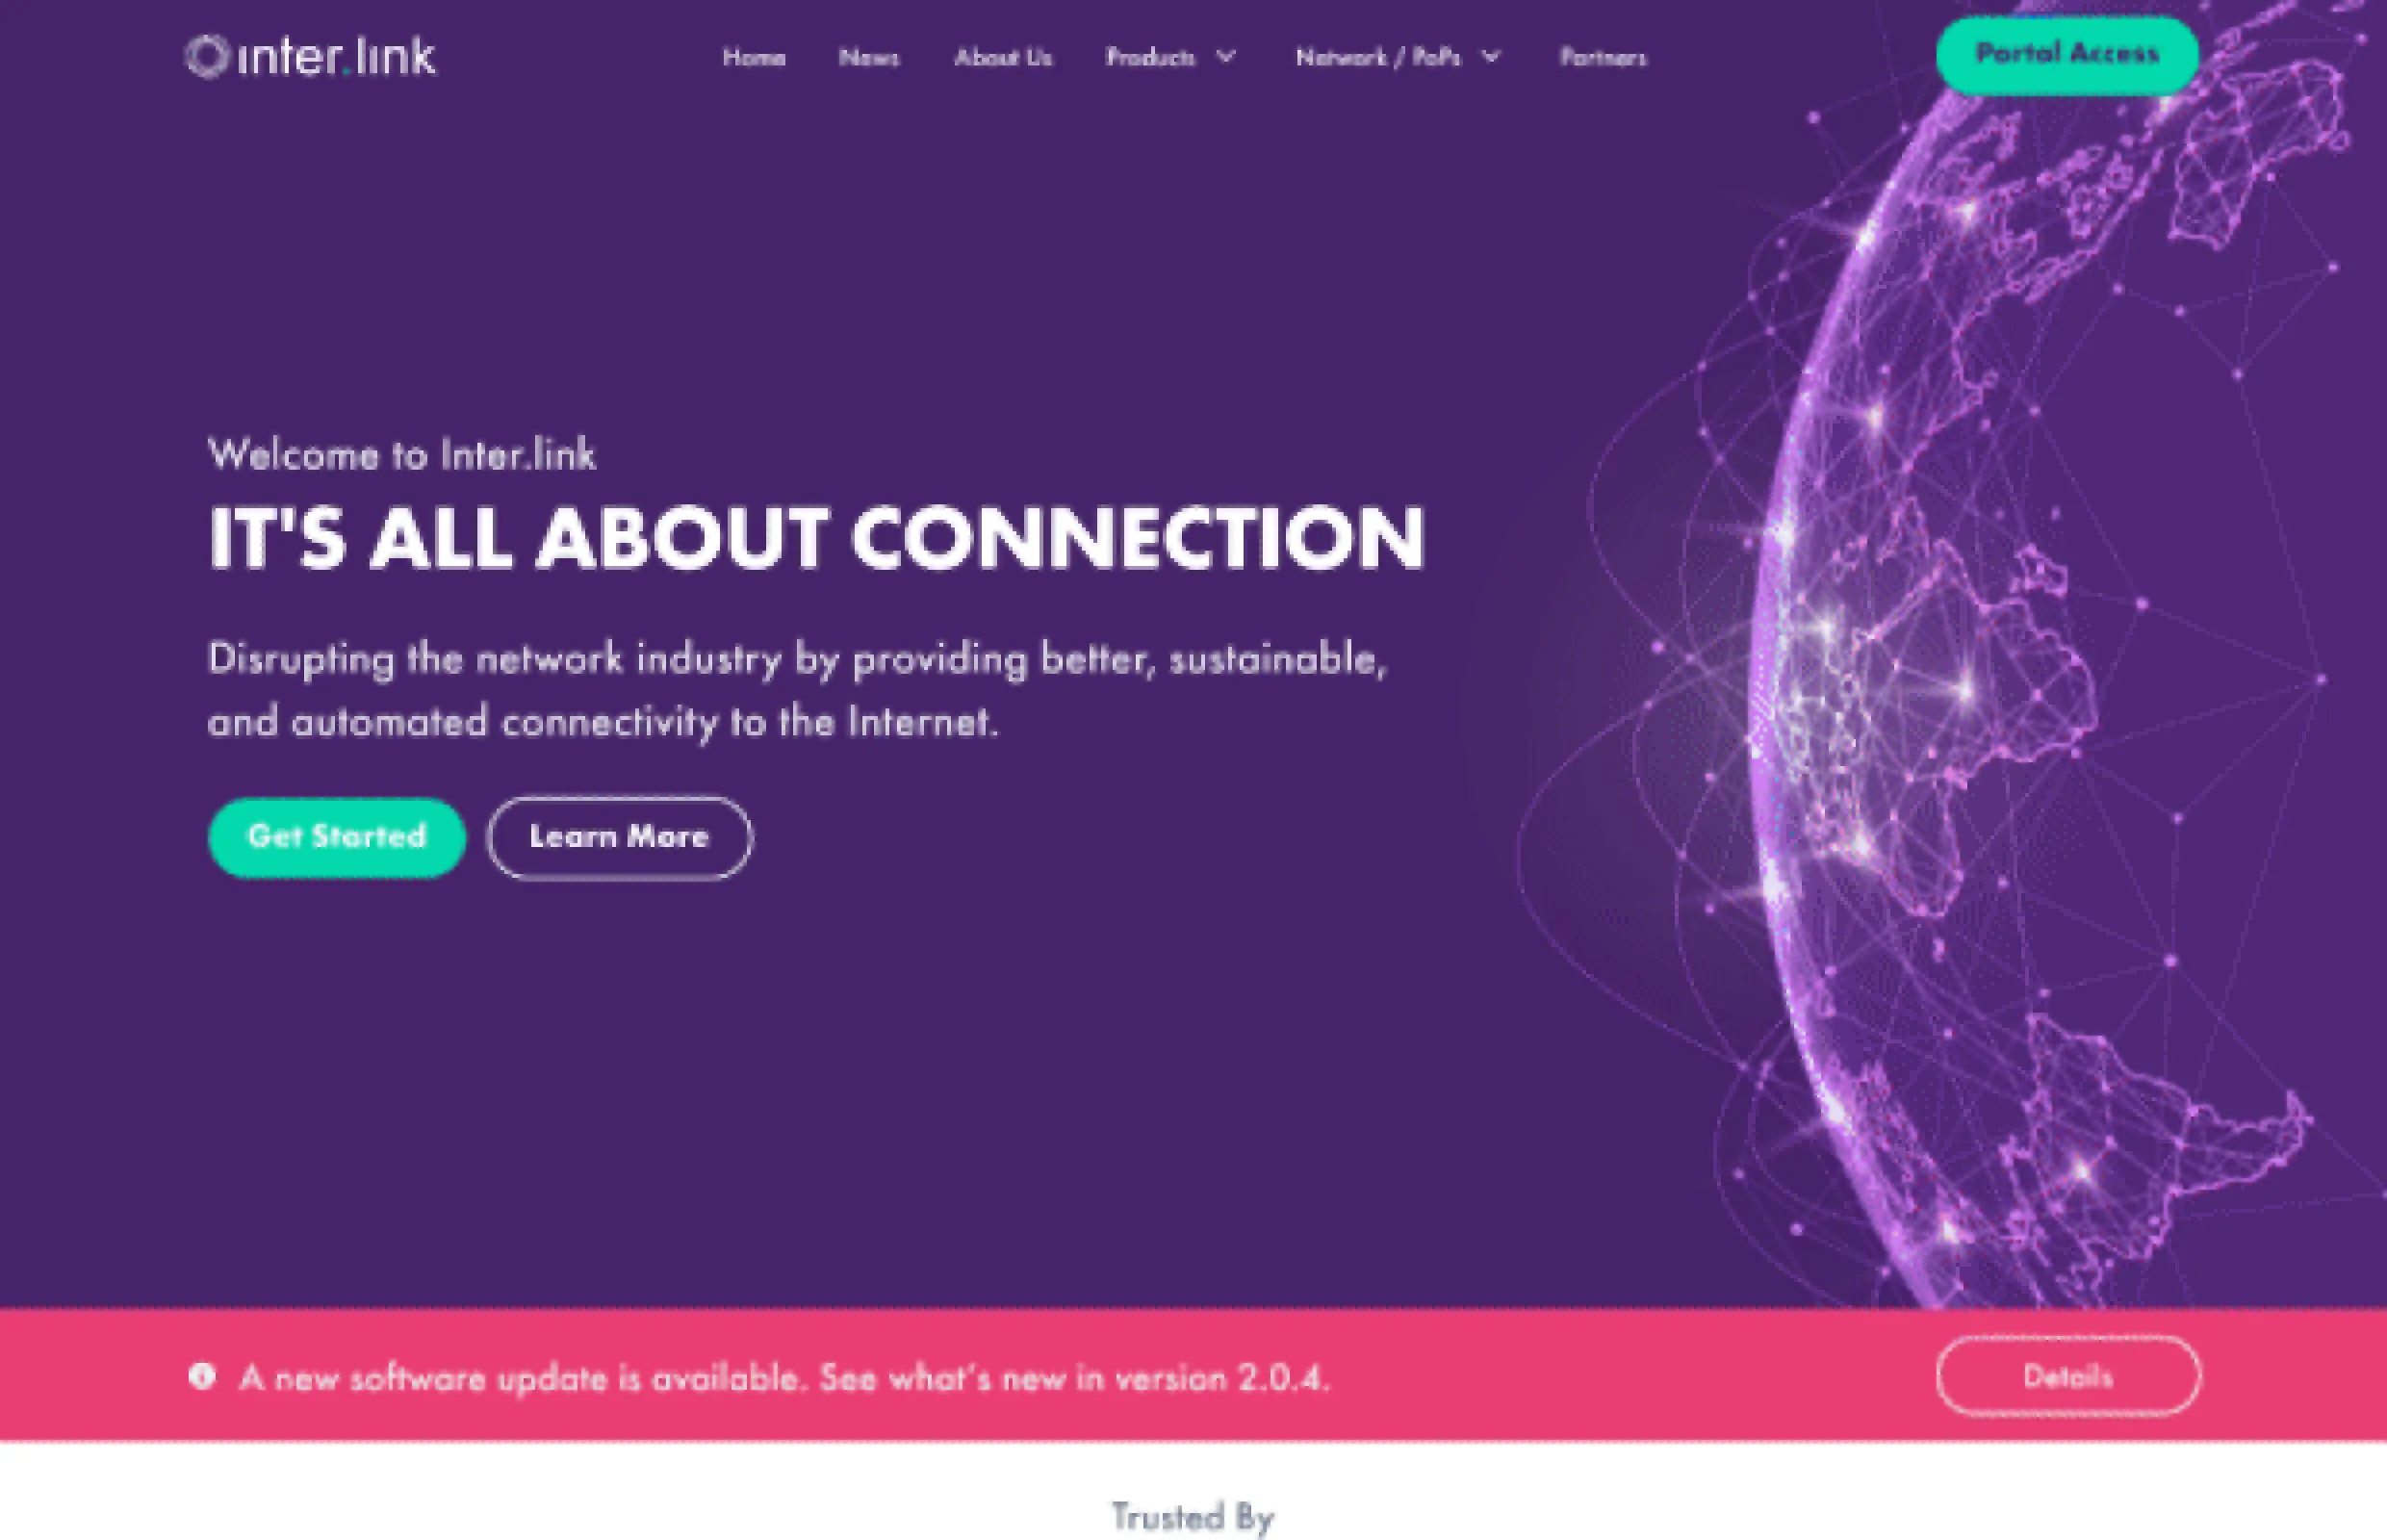 inter.link
Home News About Us Products Network / PoPs Partners
Portal Access
Welcome to Inter.link
IT'S ALL ABOUT CONNECTION
Disrupting the network industry by providing better, sustainable,
and automated connectivity to the Internet.
Get Started Learn More
A new software update is available. See what's new in version 2.0.4.
Details
Trusted By